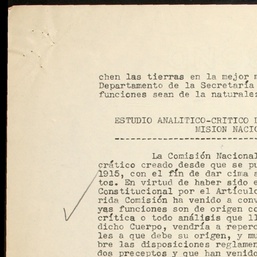 chen las tierras en la mejor
Departamento de la Secretaría
funciones sean de la naturale
ESTUDIO ANALITICO-CRITICO
MISION NACIO
La Comisión Nacional
crático creado desde que se pu
1915, con el fin de dar cima a
tos. En virtud de haber sido e
Constitucional por el Artícul
rida Comisión ha venido a conv
yas funciones son de origen co
crítica o todo análisis que ll
dicho Cuerpo, vendría a reperc
les a que debe su origen, y mu
bre las disposiciones reglamen
dos preceptos y que han venido